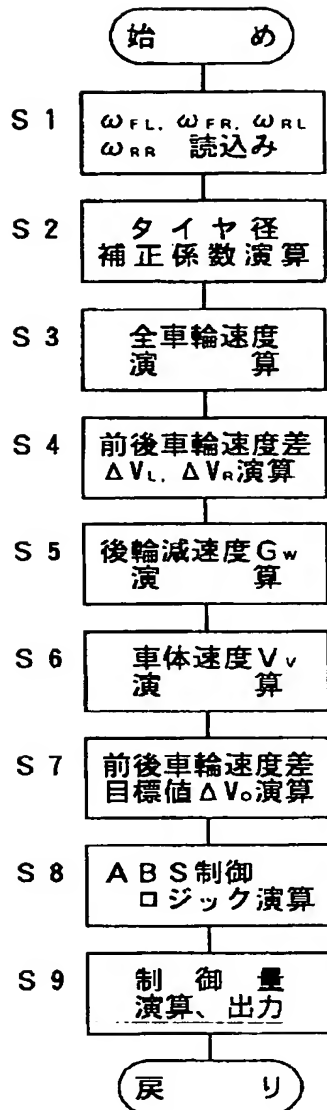 始め
S1 ωFL, ωFR, ωRL
ωRR 読込み
S2 タイヤ径
補正係数演算
S3 全車輪速度
演算
S4 前後車輪速度差
ΔVL, ΔVR演算
S5 後輪減速度Gw
演算
S6 車体速度Vv
演算
S7 前後車輪速度差
目標値ΔVo演算
S8 ABS制御
ロジック演算
S9 制御量
演算、出力
戻り